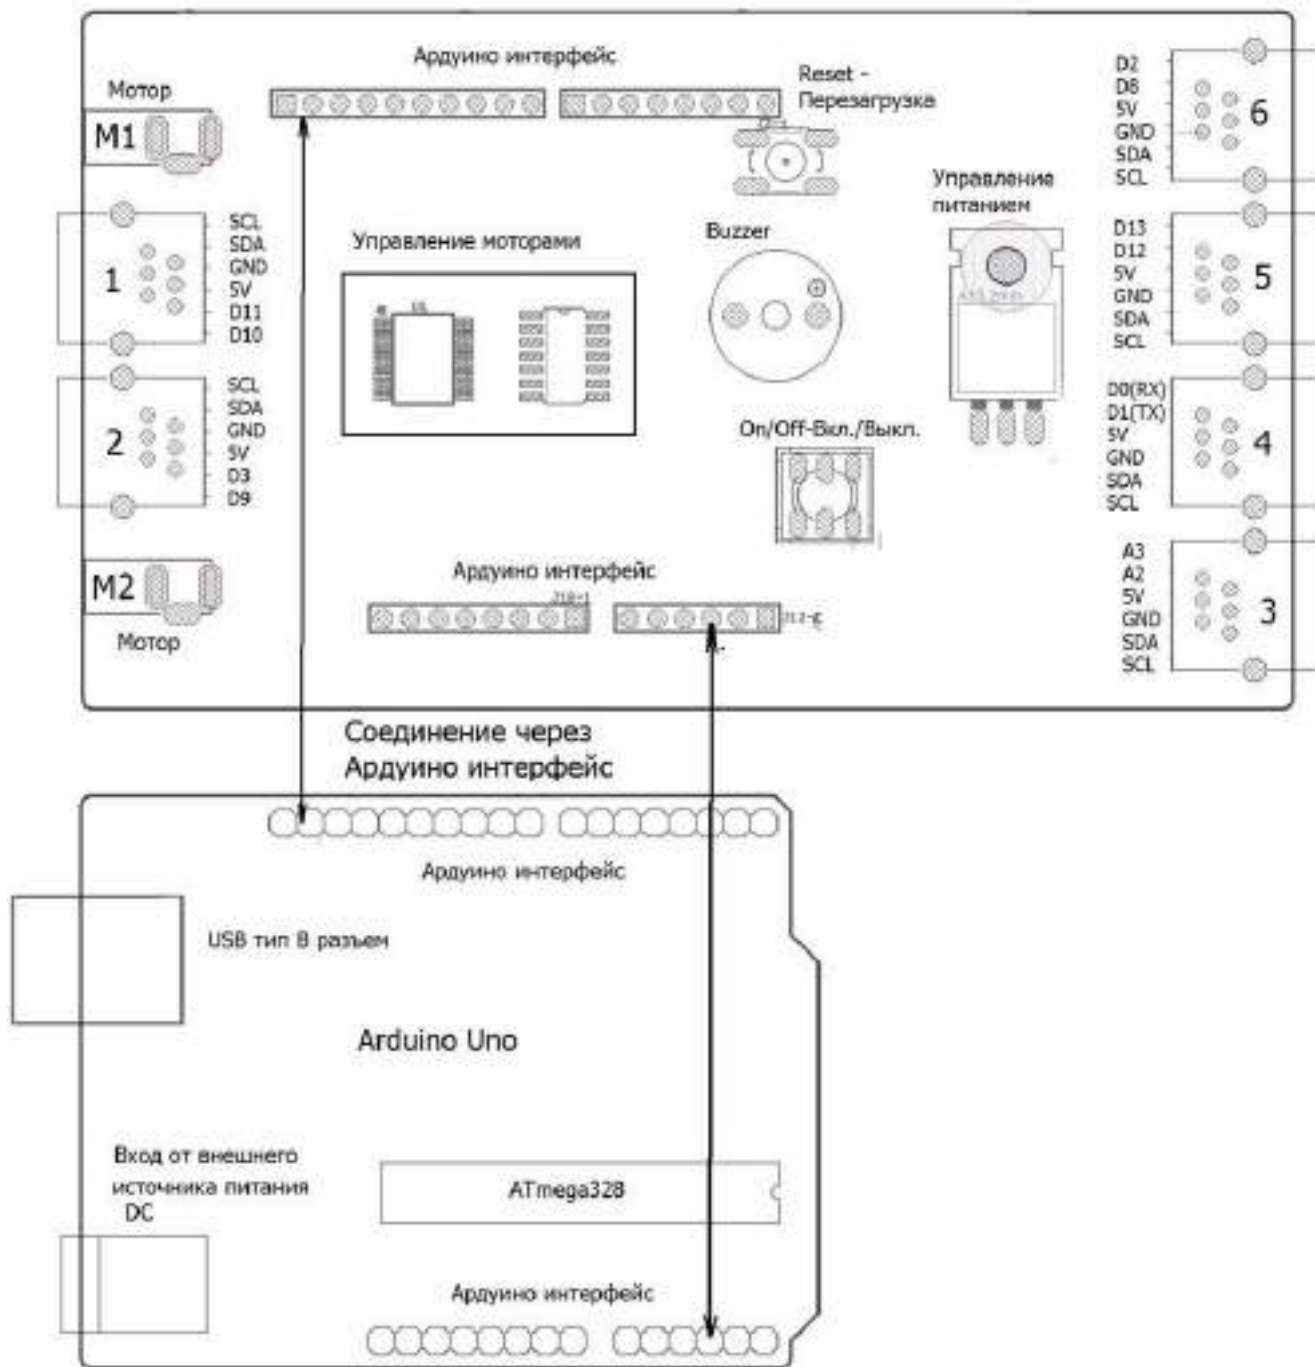 Ардуино интерфейс
Reset -
Перезагрузка
Мотор
M1
SCL
SDA
GND
5V
D11
D10
1
SCL
SDA
GND
5V
D3
D9
2
M2
Мотор
Управление моторами
U1
Buzzer
Управление
питанием
On/Off-Вкл./Выкл.
D2
D8
5V
GND
SDA
SCL
6
D13
D12
5V
GND
SDA
SCL
5
D0(RX)
D1(TX)
5V
GND
SDA
SCL
4
A3
A2
5V
GND
SDA
SCL
3
Ардуино интерфейс
Соединение через
Ардуино интерфейс
Ардуино интерфейс
USB тип B разъем
Arduino Uno
Вход от внешнего
источника питания
DC
ATmega328
Ардуино интерфейс